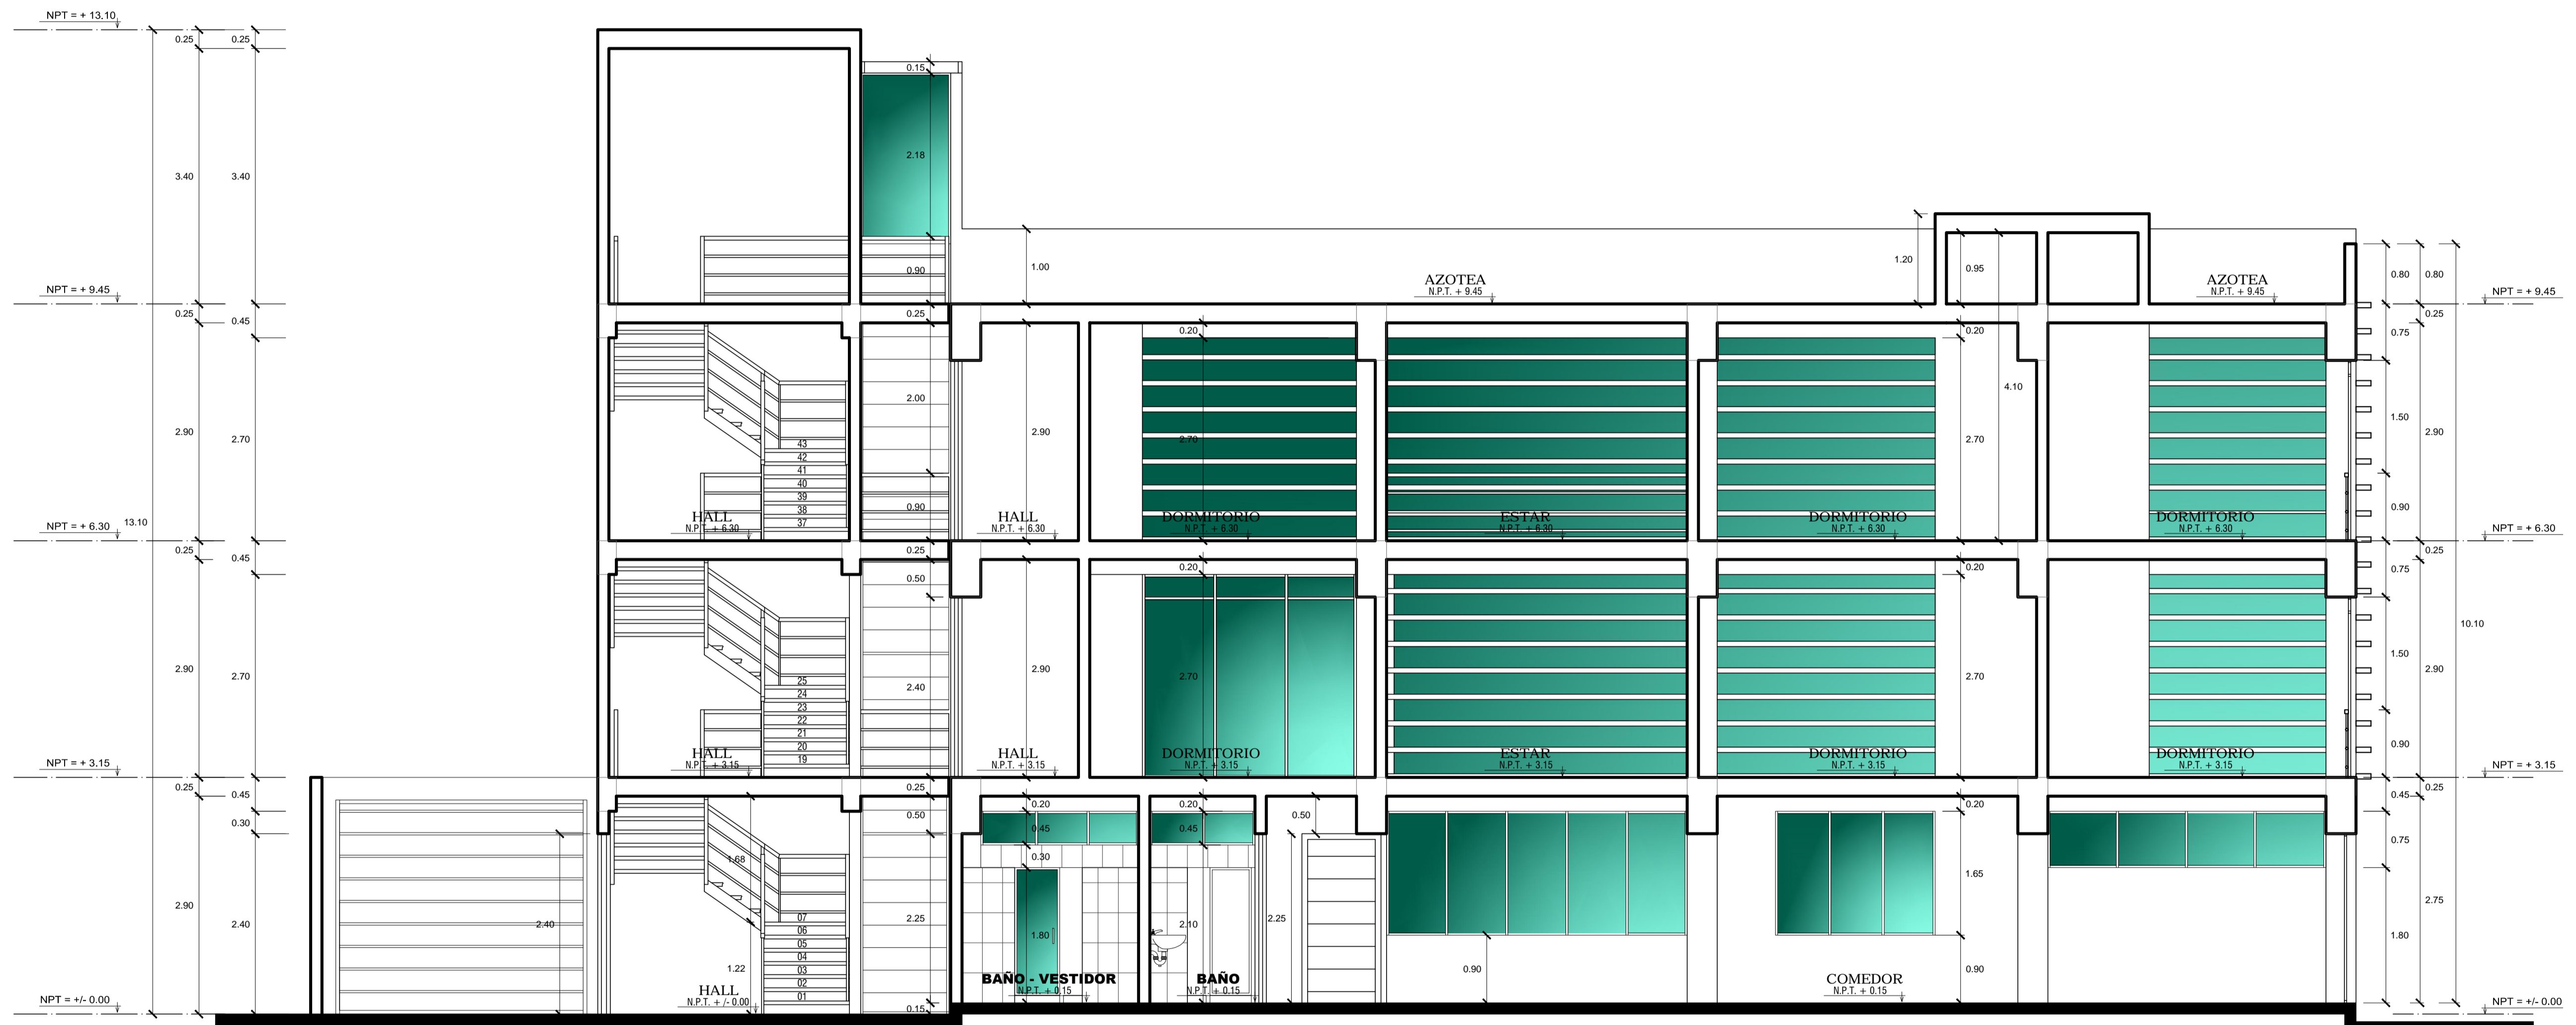 NPT = + 13.10
0.25
0.25
0.15
2.18
3.40
3.40
1.00
1.20
0.95
0.90
0.80
0.80
AZOTEA
N.P.T. + 9.45
AZOTEA
N.P.T. + 9.45
NPT = + 9.45
NPT = + 9.45
0.25
0.45
0.25
0.20
0.20
0.25
0.75
4.10
2.00
1.50
2.90
2.70
2.90
2.70
2.70
2.90
43
42
41
40
39
38
37
0.90
0.90
HALL
N.P.T. + 6.30
HALL
N.P.T. + 6.30
DORMITORIO
N.P.T. + 6.30
ESTAR
N.P.T. + 6.30
DORMITORIO
N.P.T. + 6.30
DORMITORIO
N.P.T. + 6.30
NPT = + 6.30
13.10
NPT = + 6.30
0.25
0.45
0.25
0.50
0.20
0.20
0.25
0.75
10.10
2.90
2.70
2.40
2.90
2.70
2.70
1.50
2.90
25
24
23
22
21
20
19
0.90
HALL
N.P.T. + 3.15
HALL
N.P.T. + 3.15
DORMITORIO
N.P.T. + 3.15
ESTAR
N.P.T. + 3.15
DORMITORIO
N.P.T. + 3.15
DORMITORIO
N.P.T. + 3.15
NPT = + 3.15
NPT = + 3.15
0.25
0.45
0.30
0.25
0.50
0.20
0.45
0.30
0.20
0.45
0.50
0.20
0.25
0.45
0.75
1.68
1.65
2.90
2.40
2.40
2.25
1.80
2.10
2.25
2.75
1.80
07
06
05
04
03
02
01
1.22
0.90
0.90
HALL
N.P.T. + /- 0.00
BAÑO - VESTIDOR
N.P.T. + 0.15
BAÑO
N.P.T. + 0.15
COMEDOR
N.P.T. + 0.15
0.15
NPT = +/- 0.00
NPT = +/- 0.00